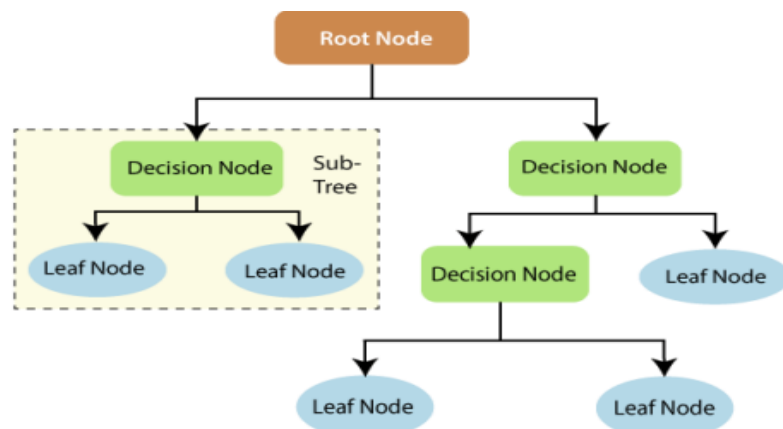 Root Node
Decision Node
Sub-
Tree
Decision Node
Leaf Node
Leaf Node
Decision Node
Leaf Node
Leaf Node
Leaf Node